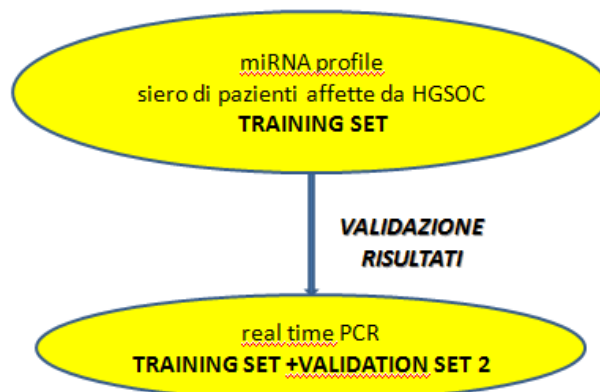 miRNA profile
siero di pazienti affette da HGSOC
TRAINING SET
VALIDAZIONE
RISULTATI
real time PCR
TRAINING SET +VALIDATION SET 2